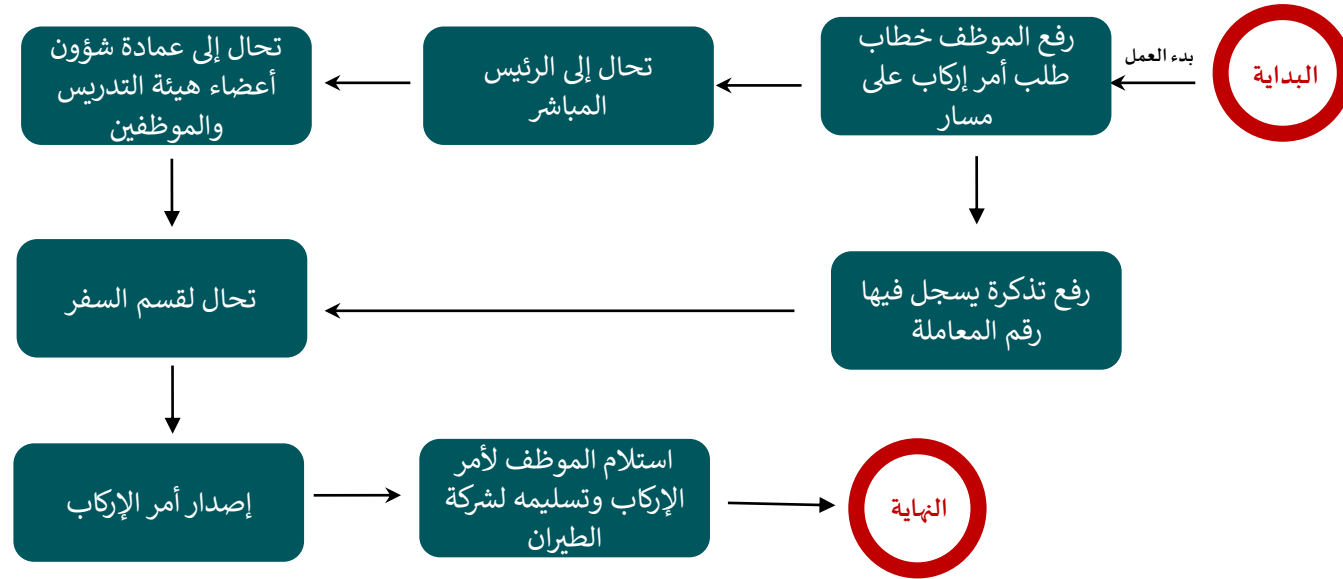 البداية
بدء العمل
رفع الموظف خطاب
طلب أمر إركاب على
مسار
تحال إلى الرئيس
المباشر
تحال إلى عمادة شؤون
أعضاء هيئة التدريس
والموظفين
رفع تذكرة يسجل فيها
رقم المعاملة
تحال لقسم السفر
إصدار أمر الإركاب
استلام الموظف لأمر
الإركاب وتسليمه لشركة
الطيران
النهاية